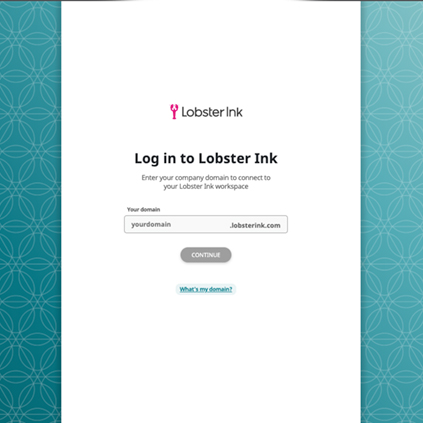 Lobster Ink
Log in to Lobster Ink
Enter your company domain to connect to
your Lobster Ink workspace
Your domain
yourdomain .lobsterink.com
CONTINUE
What's my domain?